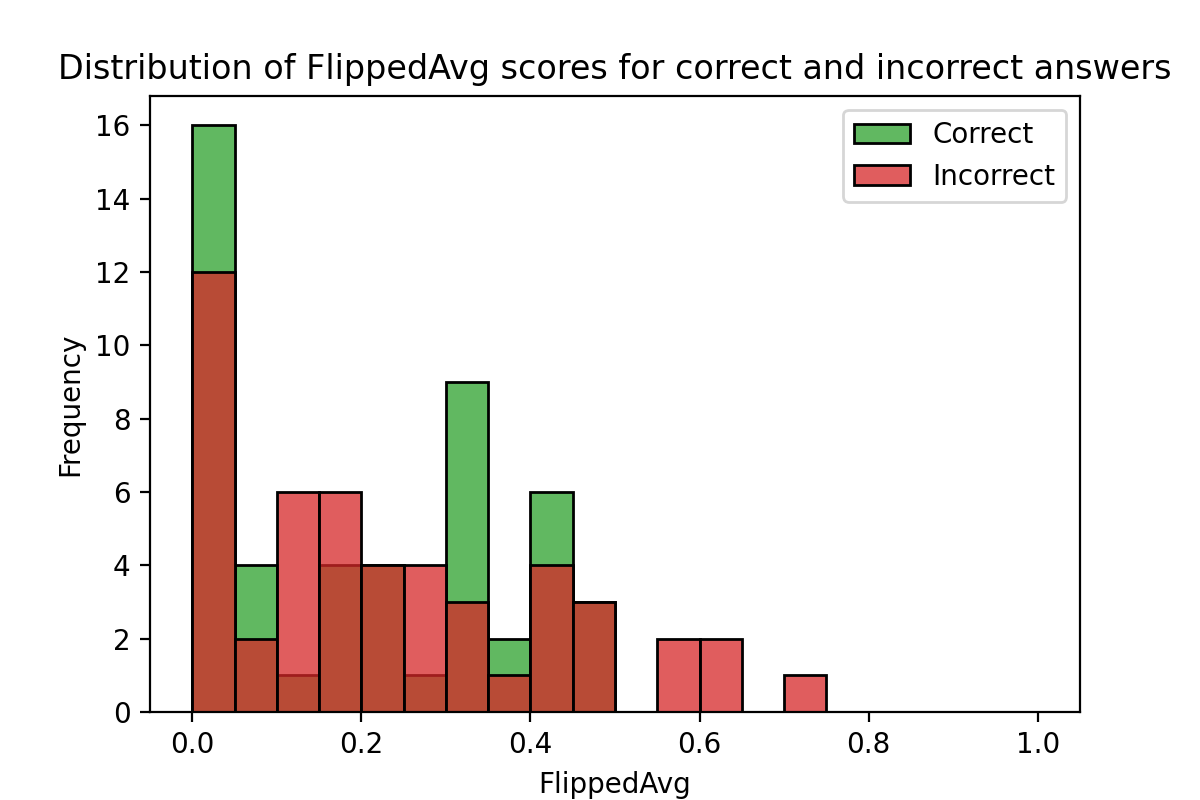 Distribution of FlippedAvg scores for correct and incorrect answers
Correct
Incorrect
16
14
12
10
8
6
4
2
0
Frequency
0.0 0.2 0.4 0.6 0.8 1.0
FlippedAvg